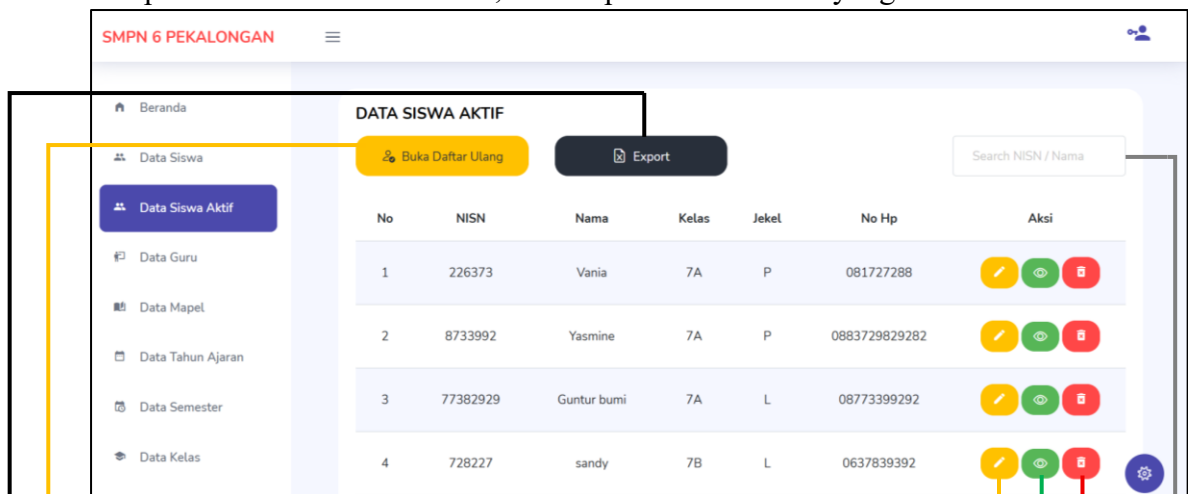 SMPN 6 PEKALONGAN
Beranda
Data Siswa
Data Siswa Aktif
Data Guru
Data Mapel
Data Tahun Ajaran
Data Semester
Data Kelas
DATA SISWA AKTIF
Buka Daftar Ulang Export Search NISN / Nama
No NISN Nama Kelas Jekel No Hp Aksi
1 226373 Vania 7A P 081727288
2 8733992 Yasmine 7A P 0883729829282
3 77382929 Guntur bumi 7A L 08773399292
4 728227 sandy 7B L 0637839392